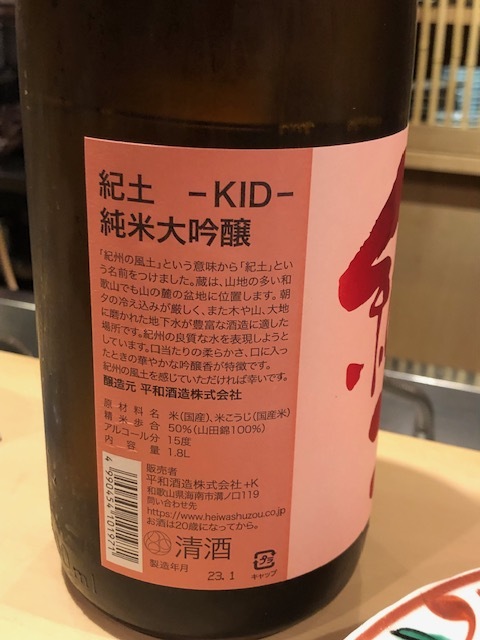 紀土 －KID－
純米大吟醸
「紀州の風土」という意味から「紀土」とい
う名前をつけました。蔵は、山地の多い和
歌山でも山の麓の盆地に位置します。朝
夕の冷え込みが厳しく、また木や山、大地
に磨かれた地下水が豊富な酒造に適した
場所です。紀州の良質な水を表現しようと
しています。口当たりの柔らかさ、口に入っ
たときの華やかな吟醸香が特徴です。
紀州の風土を感じていただければ幸いです。
醸造元 平和酒造株式会社
原材料名 米(国産)、米こうじ(国産米)
精米歩合 50%(山田錦100%)
アルコール分 15度
内容量 1.8L
販売者
平和酒造株式会社 +K
和歌山県海南市溝ノ口119
問い合わせ先
https://www.heiwashuzou.co.jp
お酒は20歳になってから。
清酒
製造年月 23.1
キャップ
4990454101971